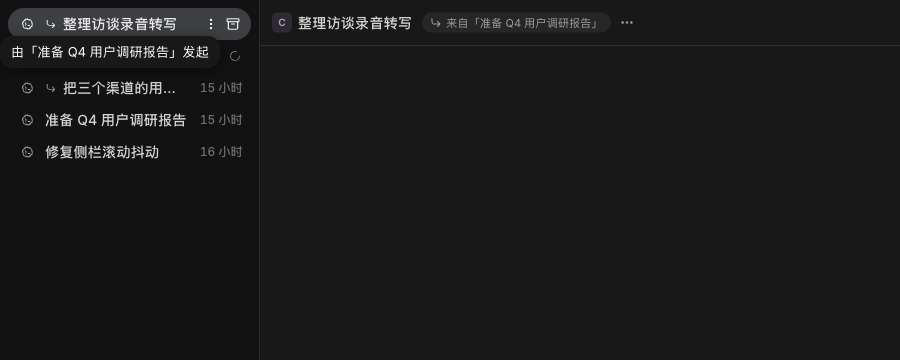 整理访谈录音转写
由「准备 Q4 用户调研报告」发起
把三个渠道的用... 15 小时
准备 Q4 用户调研报告 15 小时
修复侧栏滚动抖动 16 小时
C 整理访谈录音转写 来自「准备 Q4 用户调研报告」